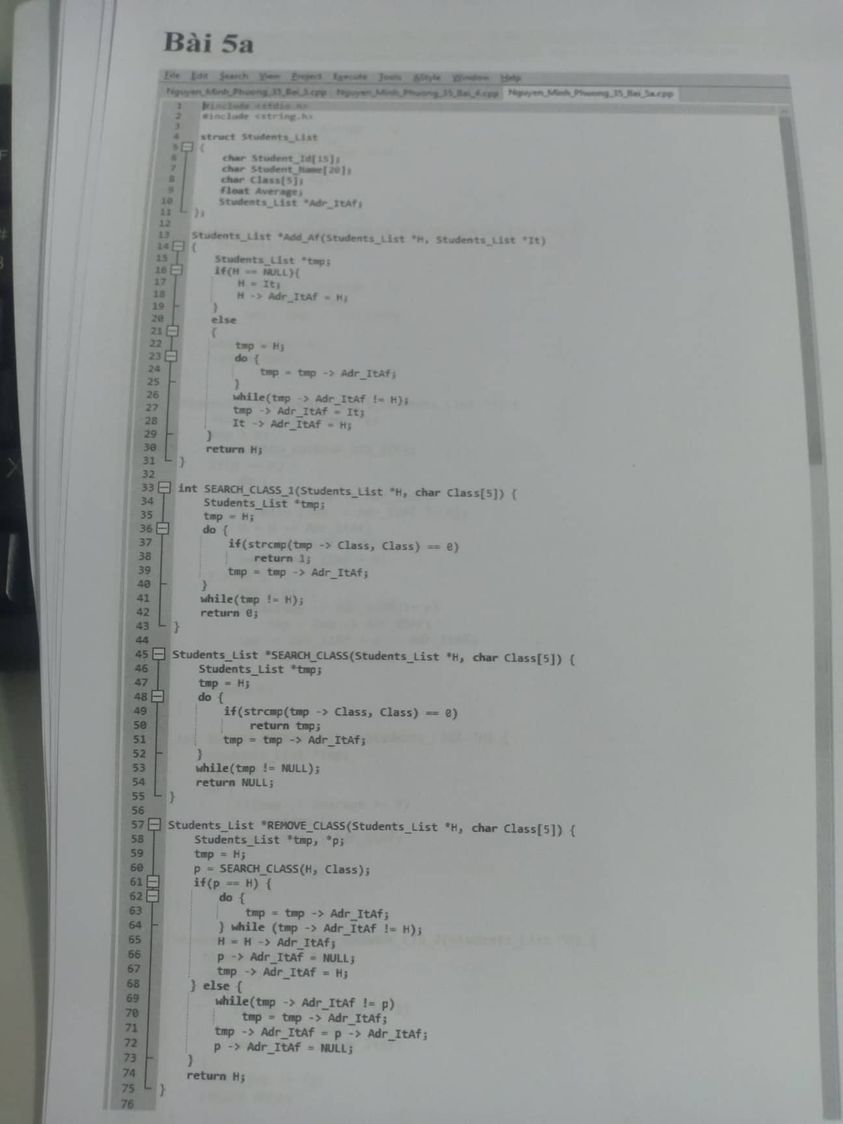 Bài 5a
File Edit Search View Project Execute Tools AStyle Window Help
Nguyen_Minh_Phuong_35_Bai_3.cpp Nguyen_Minh_Phuong_35_Bai_4.cpp Nguyen_Minh_Phuong_35_Bai_5a.cpp
1 #include <stdio.h>
2 #include <string.h>
3
4 struct Students_List
5 {
6 char Student_Id[15];
7 char Student_Name[20];
8 char Class[5];
9 float Average;
10 Students_List *Adr_ItAf;
11 };
12
13 Students_List *Add_Af(Students_List *H, Students_List *It)
14 {
15 Students_List *tmp;
16 if(H == NULL){
17 H = It;
18 H -> Adr_ItAf = H;
19 }
20 else
21 {
22 tmp = H;
23 do {
24 tmp = tmp -> Adr_ItAf;
25 }
26 while(tmp -> Adr_ItAf != H);
27 tmp -> Adr_ItAf = It;
28 It -> Adr_ItAf = H;
29 }
30 return H;
31 }
32
33 int SEARCH_CLASS_1(Students_List *H, char Class[5]) {
34 Students_List *tmp;
35 tmp = H;
36 do {
37 if(strcmp(tmp -> Class, Class) == 0)
38 return 1;
39 tmp = tmp -> Adr_ItAf;
40 }
41 while(tmp != H);
42 return 0;
43 }
44
45 Students_List *SEARCH_CLASS(Students_List *H, char Class[5]) {
46 Students_List *tmp;
47 tmp = H;
48 do {
49 if(strcmp(tmp -> Class, Class) == 0)
50 return tmp;
51 tmp = tmp -> Adr_ItAf;
52 }
53 while(tmp != NULL);
54 return NULL;
55 }
56
57 Students_List *REMOVE_CLASS(Students_List *H, char Class[5]) {
58 Students_List *tmp, *p;
59 tmp = H;
60 p = SEARCH_CLASS(H, Class);
61 if(p == H) {
62 do {
63 tmp = tmp -> Adr_ItAf;
64 } while (tmp -> Adr_ItAf != H);
65 H = H -> Adr_ItAf;
66 p -> Adr_ItAf = NULL;
67 tmp -> Adr_ItAf = H;
68 } else {
69 while(tmp -> Adr_ItAf != p)
70 tmp = tmp -> Adr_ItAf;
71 tmp -> Adr_ItAf = p -> Adr_ItAf;
72 p -> Adr_ItAf = NULL;
73 }
74 return H;
75 }
76